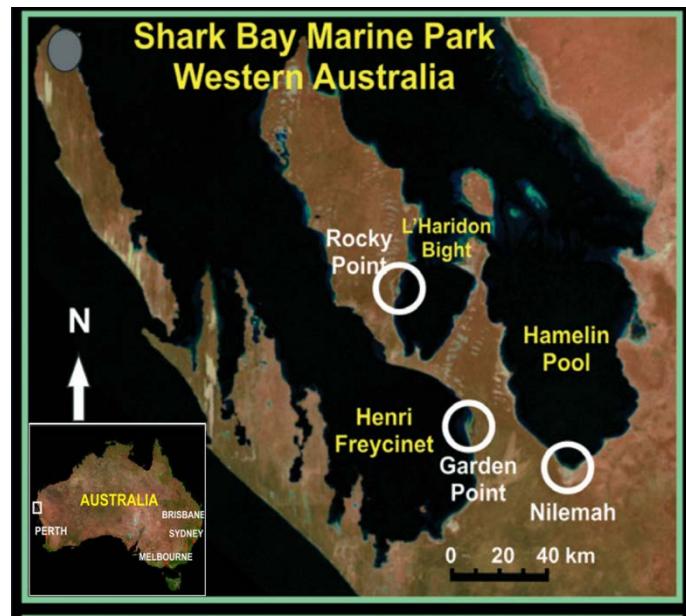 Shark Bay Marine Park
Western Australia
L'Haridon
Bight
Rocky
Point
N
Hamelin
Pool
Henri
Freycinet
Garden
Point
Nilemah
AUSTRALIA
BRISBANE
PERTH
SYDNEY
MELBOURNE
0 20 40 km